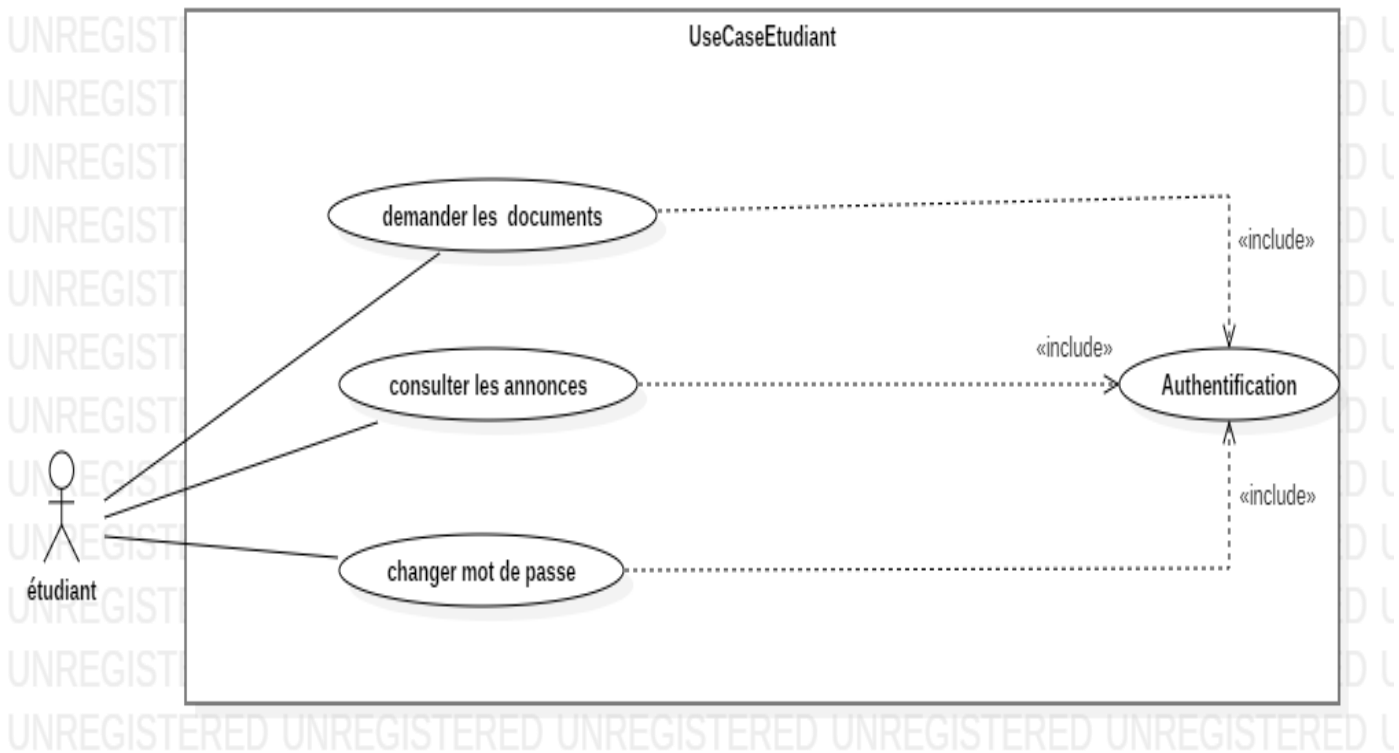 UseCaseEtudiant
demander les documents
«include»
«include»
consulter les annonces
Authentification
«include»
changer mot de passe
étudiant
UNREGISTERED UNREGISTERED UNREGISTERED UNREGISTERED UNREGISTERED